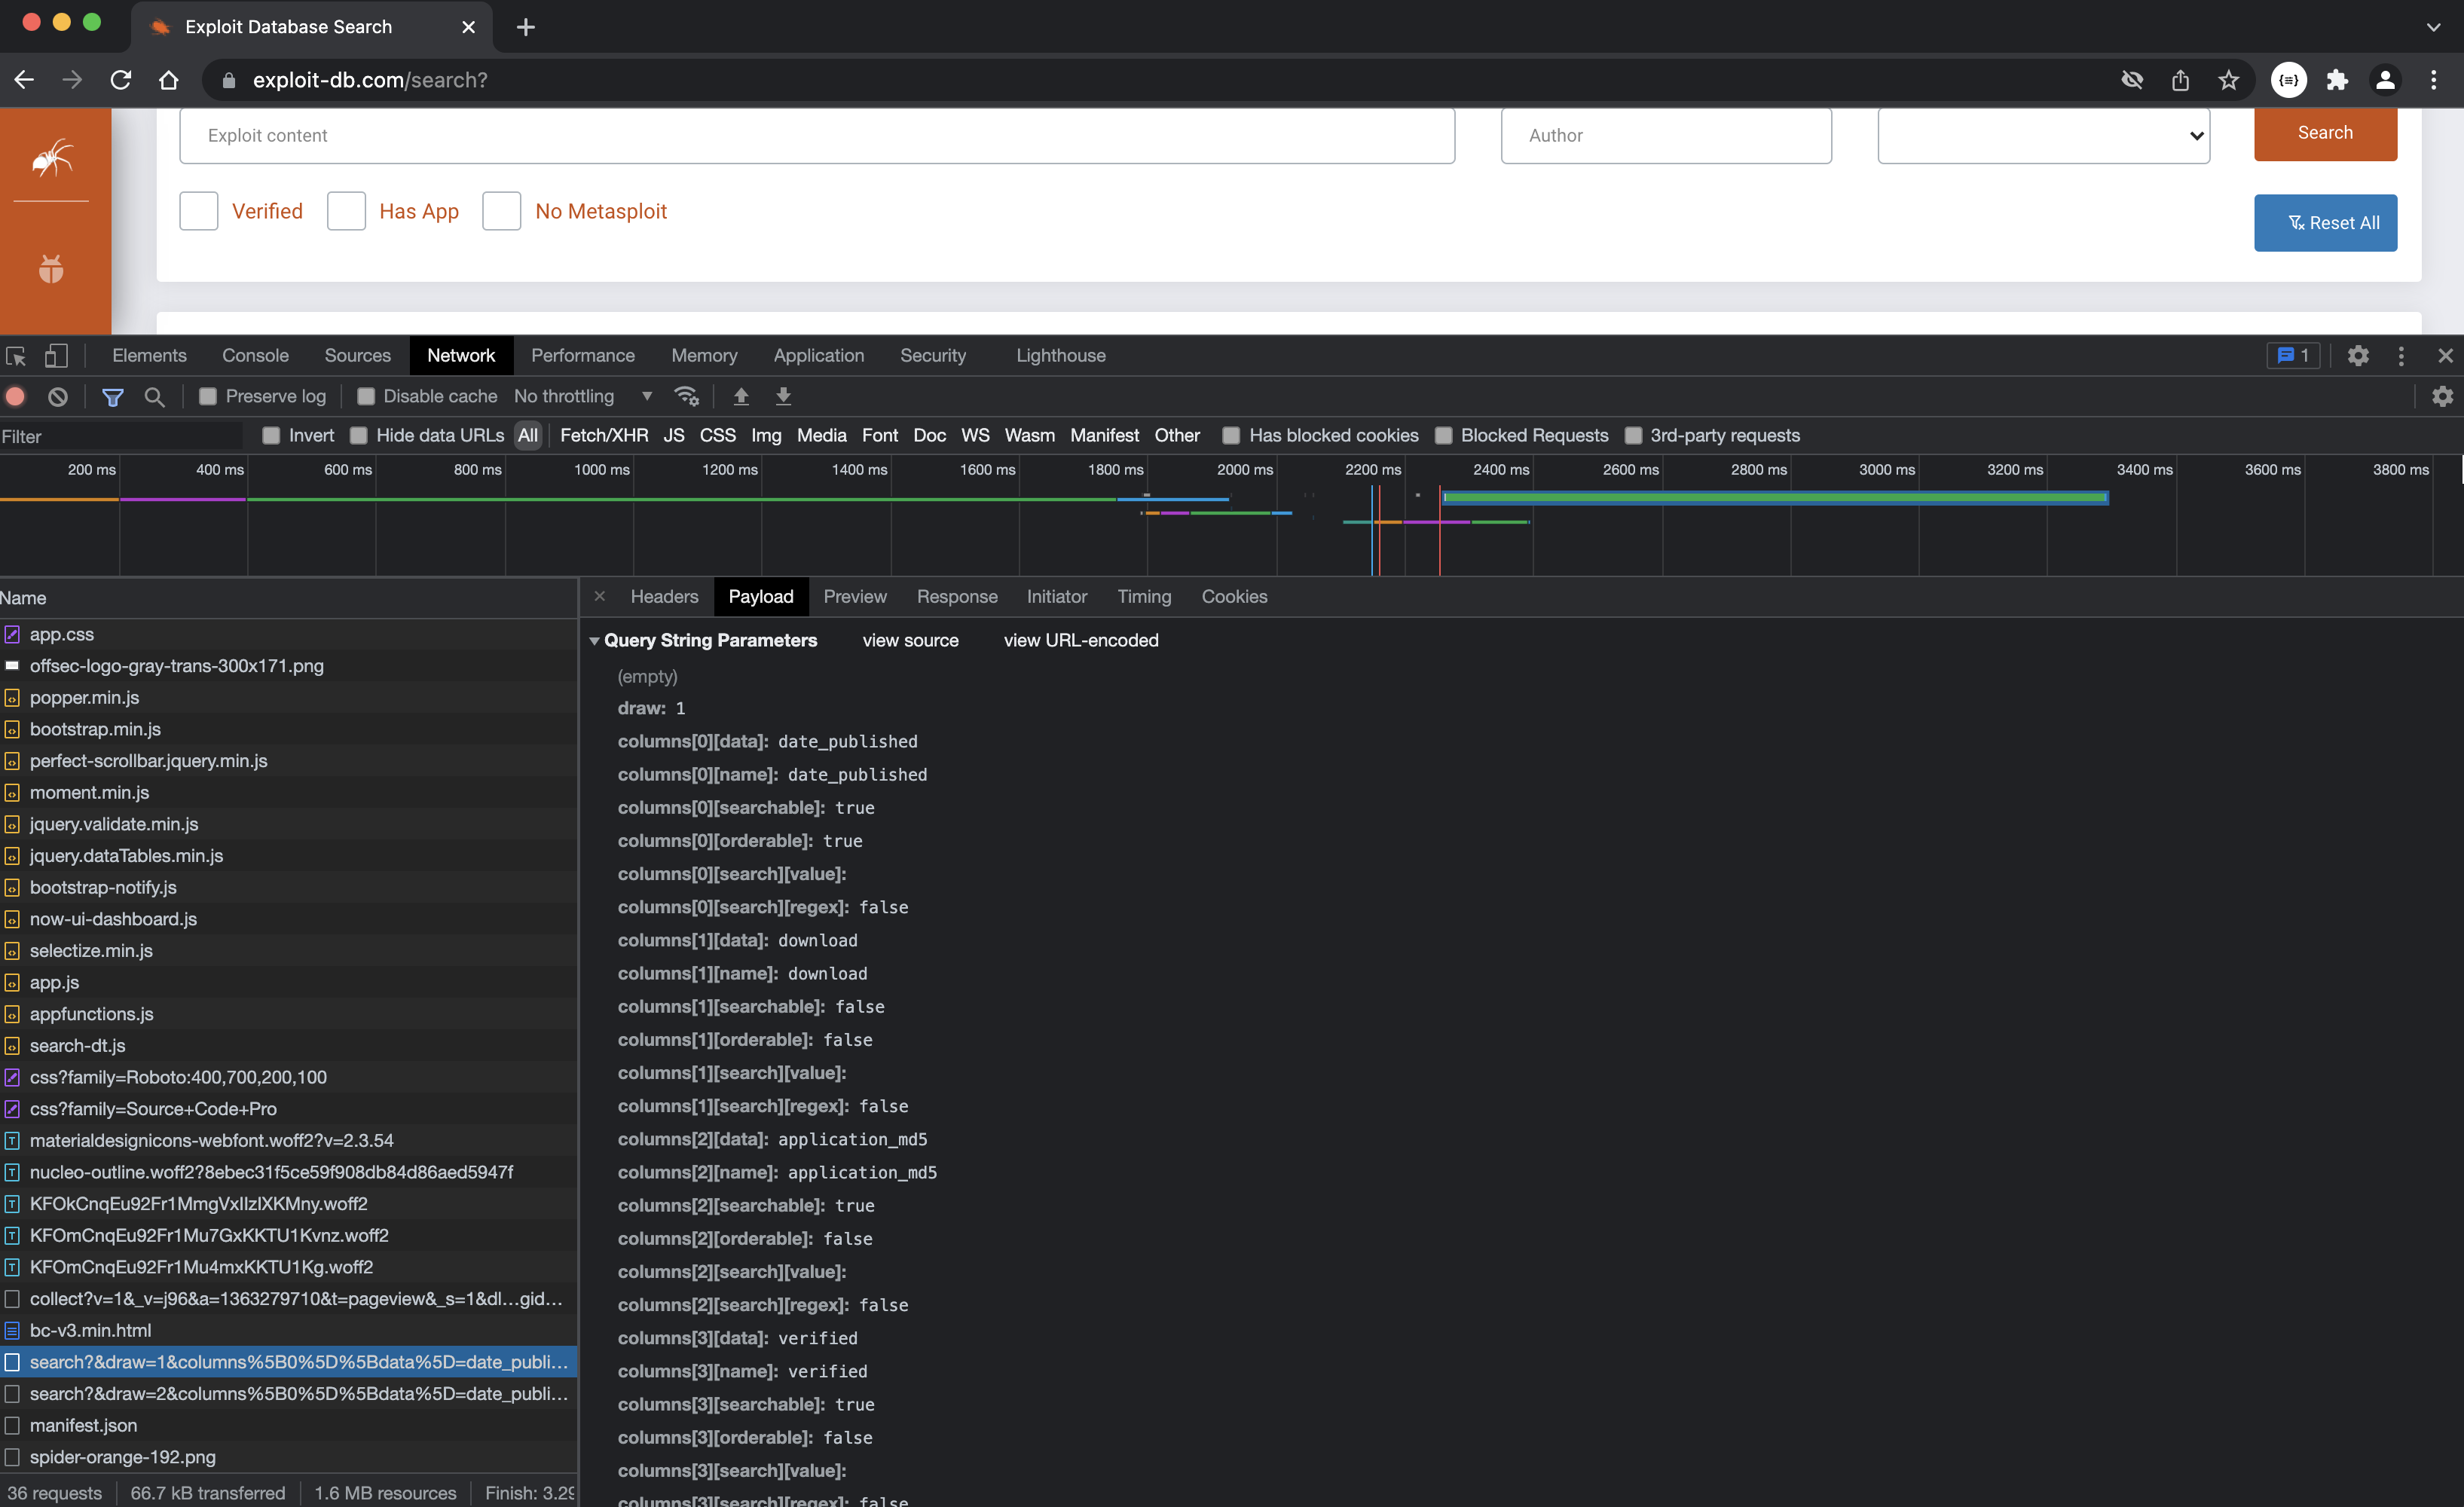 Exploit Database Search
exploit-db.com/search?
Exploit content
Author
Search
Verified
Has App
No Metasploit
Reset All
Elements Console Sources Network Performance Memory Application Security Lighthouse 1
Preserve log Disable cache No throttling
Filter Invert Hide data URLs All Fetch/XHR JS CSS Img Media Font Doc WS Wasm Manifest Other Has blocked cookies Blocked Requests 3rd-party requests
200 ms 400 ms 600 ms 800 ms 1000 ms 1200 ms 1400 ms 1600 ms 1800 ms 2000 ms 2200 ms 2400 ms 2600 ms 2800 ms 3000 ms 3200 ms 3400 ms 3600 ms 3800 ms
Name
app.css
offsec-logo-gray-trans-300x171.png
popper.min.js
bootstrap.min.js
perfect-scrollbar.jquery.min.js
moment.min.js
jquery.validate.min.js
jquery.dataTables.min.js
bootstrap-notify.js
now-ui-dashboard.js
selectize.min.js
app.js
appfunctions.js
search-dt.js
css?family=Roboto:400,700,200,100
css?family=Source+Code+Pro
materialdesignicons-webfont.woff2?v=2.3.54
nucleo-outline.woff2?8ebec31f5ce59f908db84d86aed5947f
KFOkCnqEu92Fr1MmgVxIIzIXKMny.woff2
KFOmCnqEu92Fr1Mu7GxKKTU1Kvnz.woff2
KFOmCnqEu92Fr1Mu4mxKKTU1Kg.woff2
collect?v=1&_v=j96&a=1363279710&t=pageview&_s=1&dl…gid…
bc-v3.min.html
search?&draw=1&columns%5B0%5D%5Bdata%5D=date_publi…
search?&draw=2&columns%5B0%5D%5Bdata%5D=date_publi…
manifest.json
spider-orange-192.png
36 requests 66.7 kB transferred 1.6 MB resources Finish: 3.29
Headers Payload Preview Response Initiator Timing Cookies
Query String Parameters view source view URL-encoded
(empty)
draw: 1
columns[0][data]: date_published
columns[0][name]: date_published
columns[0][searchable]: true
columns[0][orderable]: true
columns[0][search][value]:
columns[0][search][regex]: false
columns[1][data]: download
columns[1][name]: download
columns[1][searchable]: false
columns[1][orderable]: false
columns[1][search][value]:
columns[1][search][regex]: false
columns[2][data]: application_md5
columns[2][name]: application_md5
columns[2][searchable]: true
columns[2][orderable]: false
columns[2][search][value]:
columns[2][search][regex]: false
columns[3][data]: verified
columns[3][name]: verified
columns[3][searchable]: true
columns[3][orderable]: false
columns[3][search][value]:
columns[3][search][regex]: false